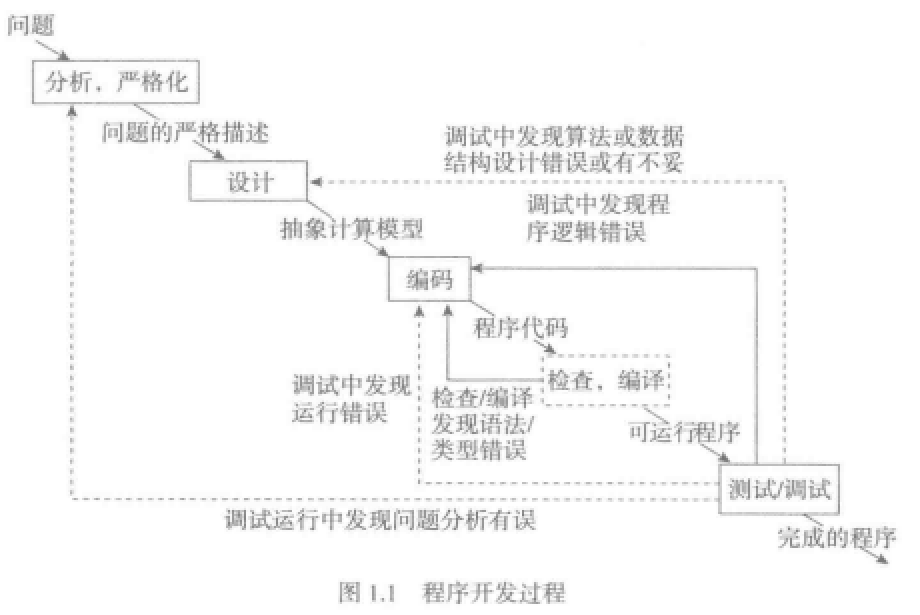 问题
分析，严格化
问题的严格描述
调试中发现算法或数据
结构设计错误或有不妥
设计
调试中发现程
序逻辑错误
抽象计算模型
编码
程序代码
检查，编译
调试中发现
运行错误
检查/编译
发现语法/
类型错误
可运行程序
测试/调试
调试运行中发现问题分析有误
完成的程序
图 1.1 程序开发过程